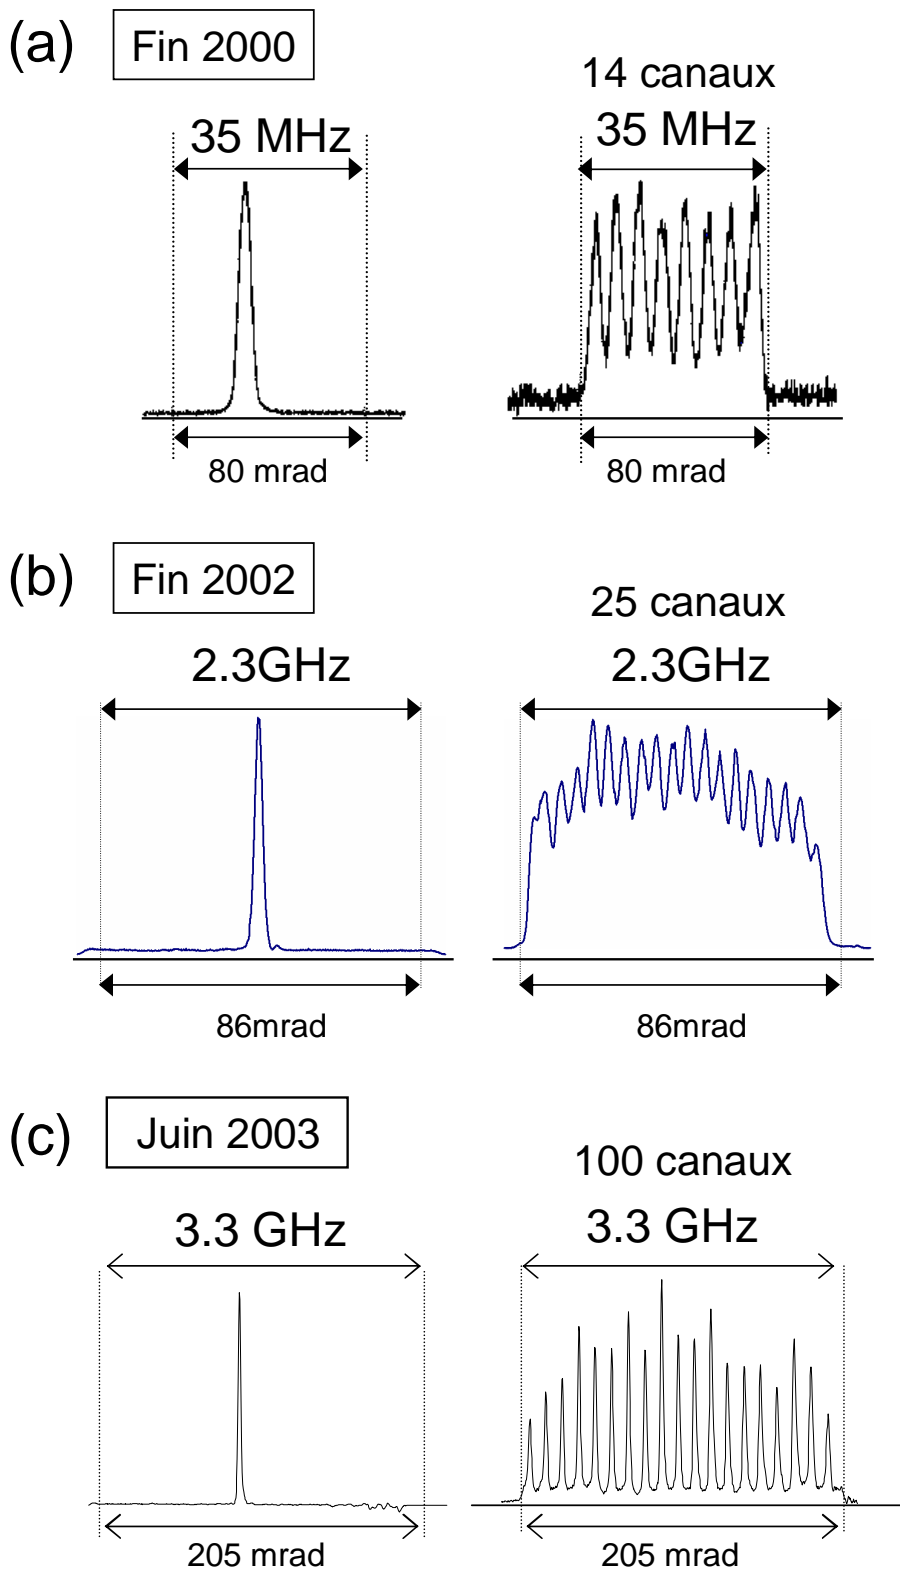 (a) Fin 2000
14 canaux
35 MHz 35 MHz
80 mrad 80 mrad
(b) Fin 2002
25 canaux
2.3GHz 2.3GHz
86mrad 86mrad
(c) Juin 2003
100 canaux
3.3 GHz 3.3 GHz
205 mrad 205 mrad